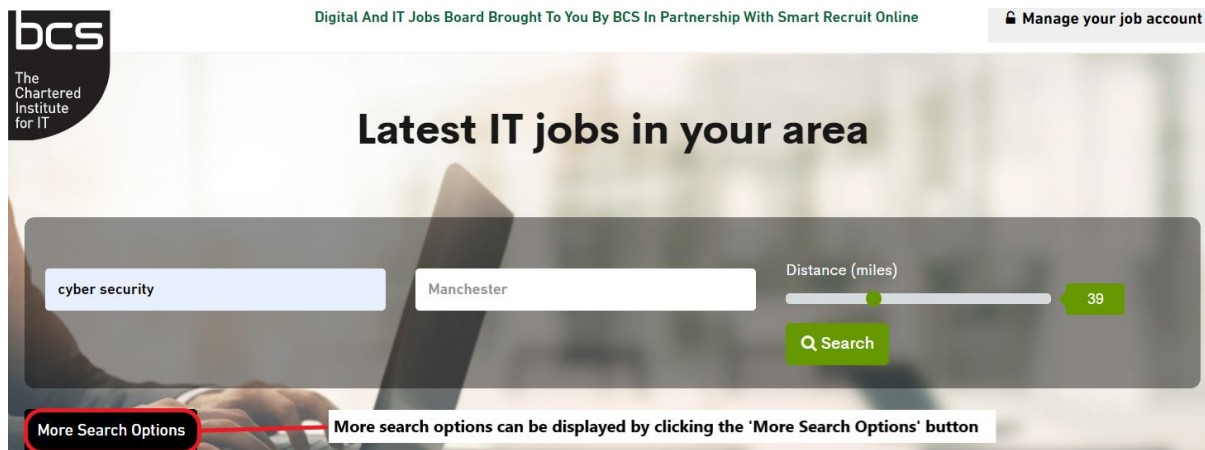 Digital And IT Jobs Board Brought To You By BCS In Partnership With Smart Recruit Online
Manage your job account
bcs
The
Chartered
Institute
for IT
Latest IT jobs in your area
Distance (miles)
cyber security
Manchester
39
Search
More Search Options
More search options can be displayed by clicking the 'More Search Options' button